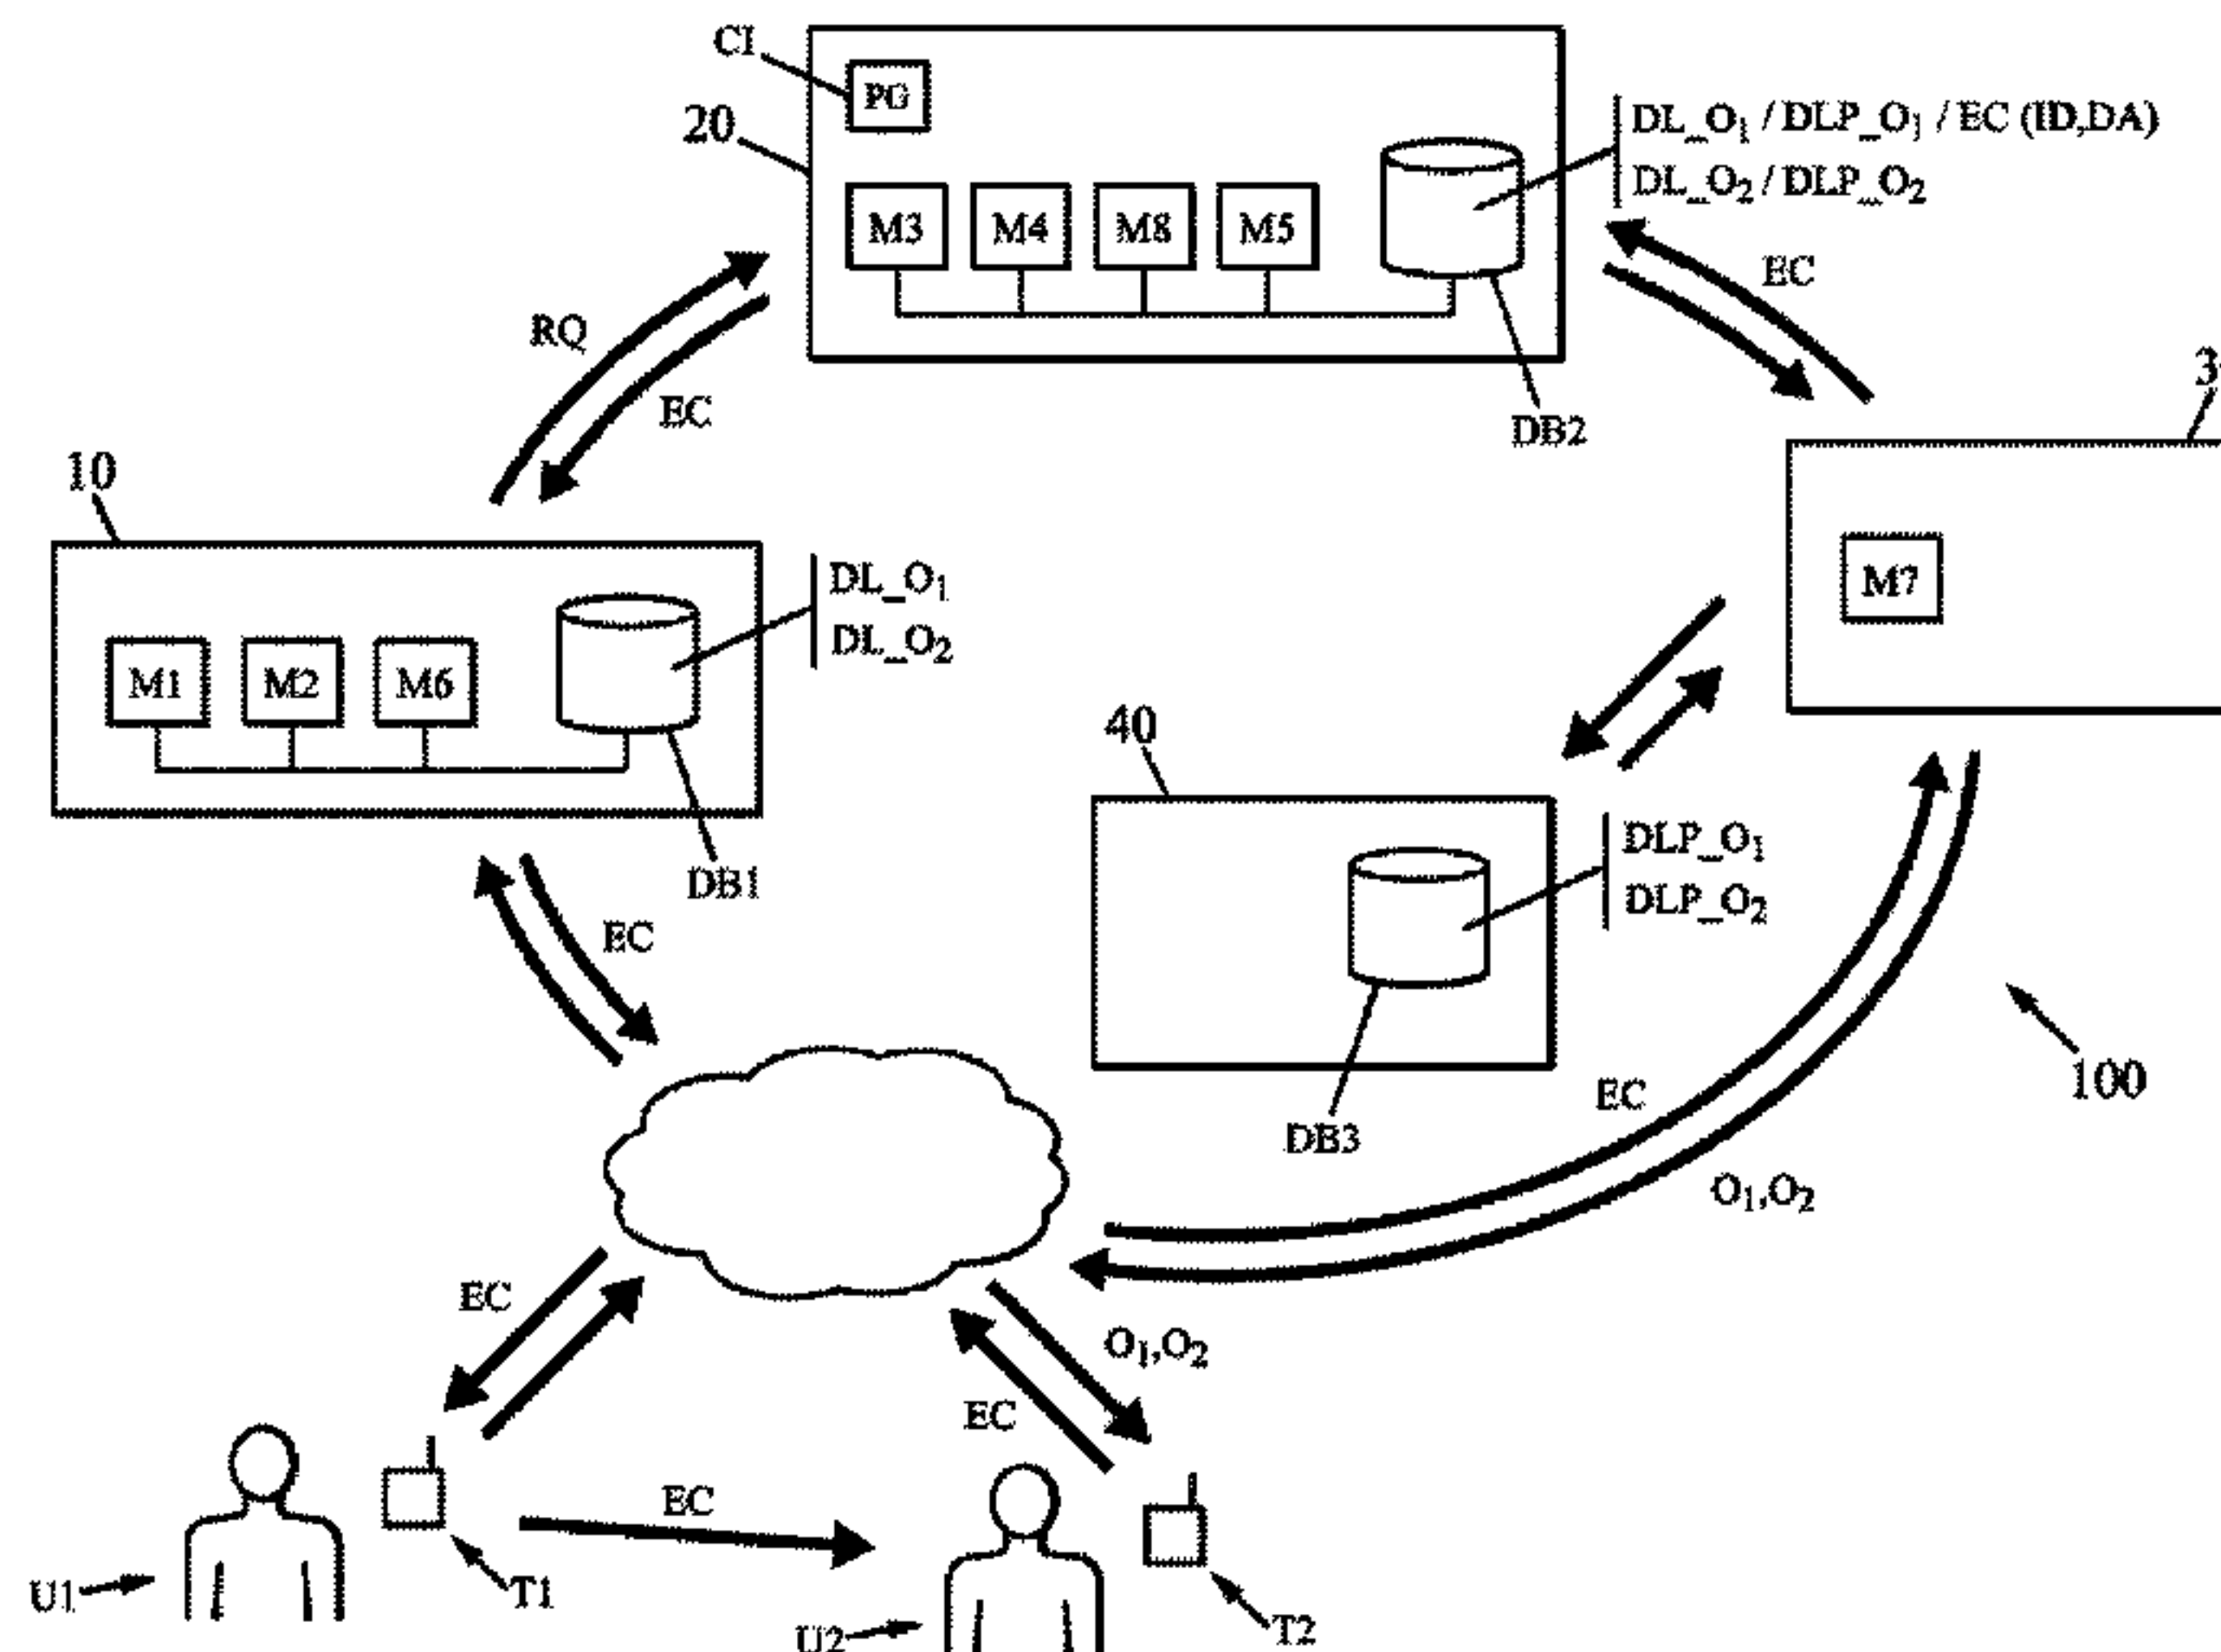 CI
PG
20
DL_O1 / DLP_O1 / EC (ID,DA)
DL_O2 / DLP_O2
M3
M4
M8
M5
EC
RQ
EC
DB2
3
10
DL_O1
DL_O2
M7
M1
M2
M6
40
DLP_O1
DLP_O2
DB1
EC
100
EC
DB3
O1,O2
EC
O1,O2
EC
EC
U1
T1
U2
T2